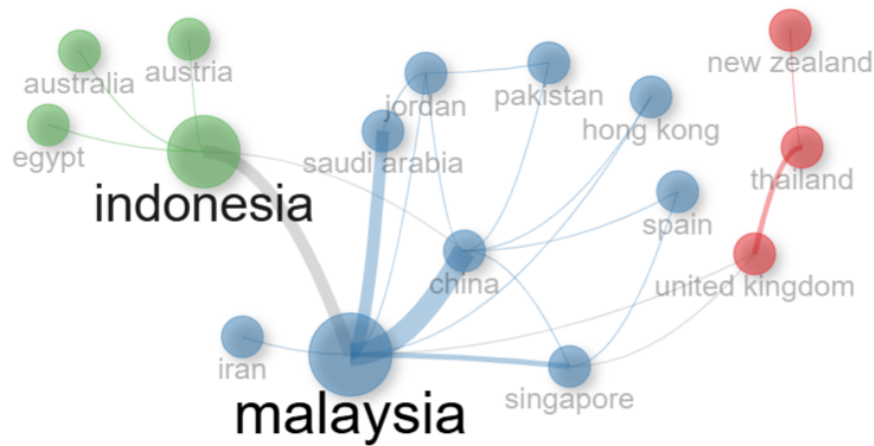 new zealand
austria
australia
jordan
pakistan
hong kong
egypt
saudi arabia
thailand
indonesia
spain
china
united kingdom
iran
singapore
malaysia